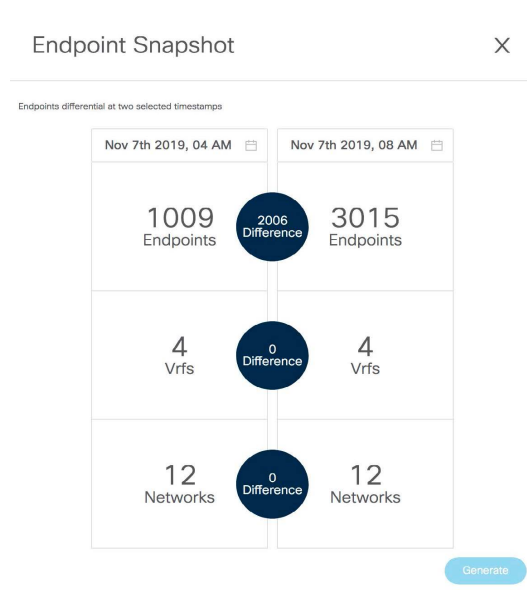 Endpoint Snapshot
Endpoints differential at two selected timestamps
Nov 7th 2019, 04 AM
Nov 7th 2019, 08 AM
1009
Endpoints
2006
Difference
3015
Endpoints
4
Vrfs
0
Difference
4
Vrfs
12
Networks
0
Difference
12
Networks
Generate